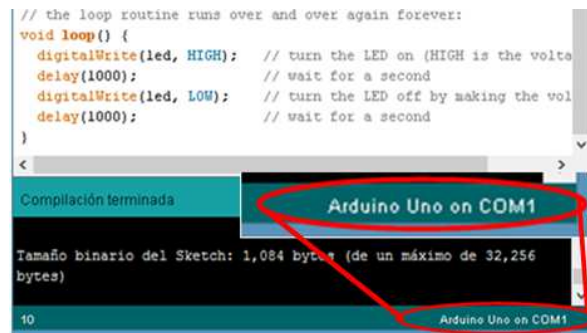 // the loop routine runs over and over again forever:
void loop() {
  digitalWrite(led, HIGH);   // turn the LED on (HIGH is the volta
  delay(1000);               // wait for a second
  digitalWrite(led, LOW);    // turn the LED off by making the vol
  delay(1000);               // wait for a second
}
Compilación terminada
Arduino Uno on COM1
Tamaño binario del Sketch: 1,084 bytes (de un máximo de 32,256
bytes)
10 Arduino Uno on COM1